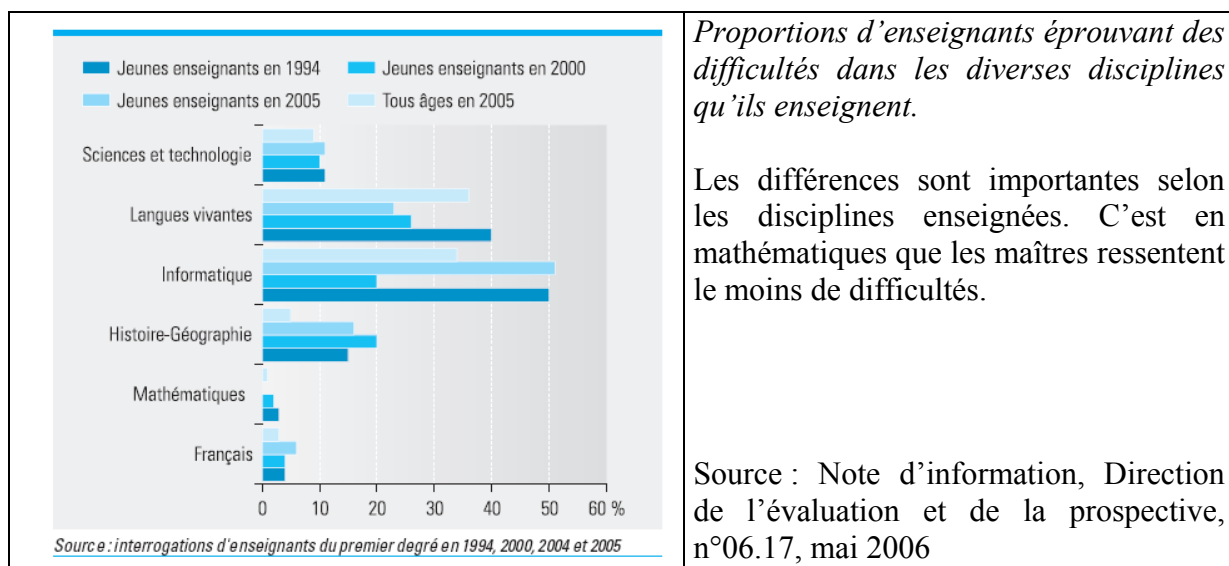 Jeunes enseignants en 1994
Jeunes enseignants en 2000
Jeunes enseignants en 2005
Tous âges en 2005
Sciences et technologie
Langues vivantes
Informatique
Histoire-Géographie
Mathématiques
Français
0 10 20 30 40 50 60 %
Source : interrogations d'enseignants du premier degré en 1994, 2000, 2004 et 2005
Proportions d’enseignants éprouvant des
difficultés dans les diverses disciplines
qu’ils enseignent.
Les différences sont importantes selon
les disciplines enseignées. C’est en
mathématiques que les maîtres ressentent
le moins de difficultés.
Source : Note d’information, Direction
de l’évaluation et de la prospective,
n°06.17, mai 2006